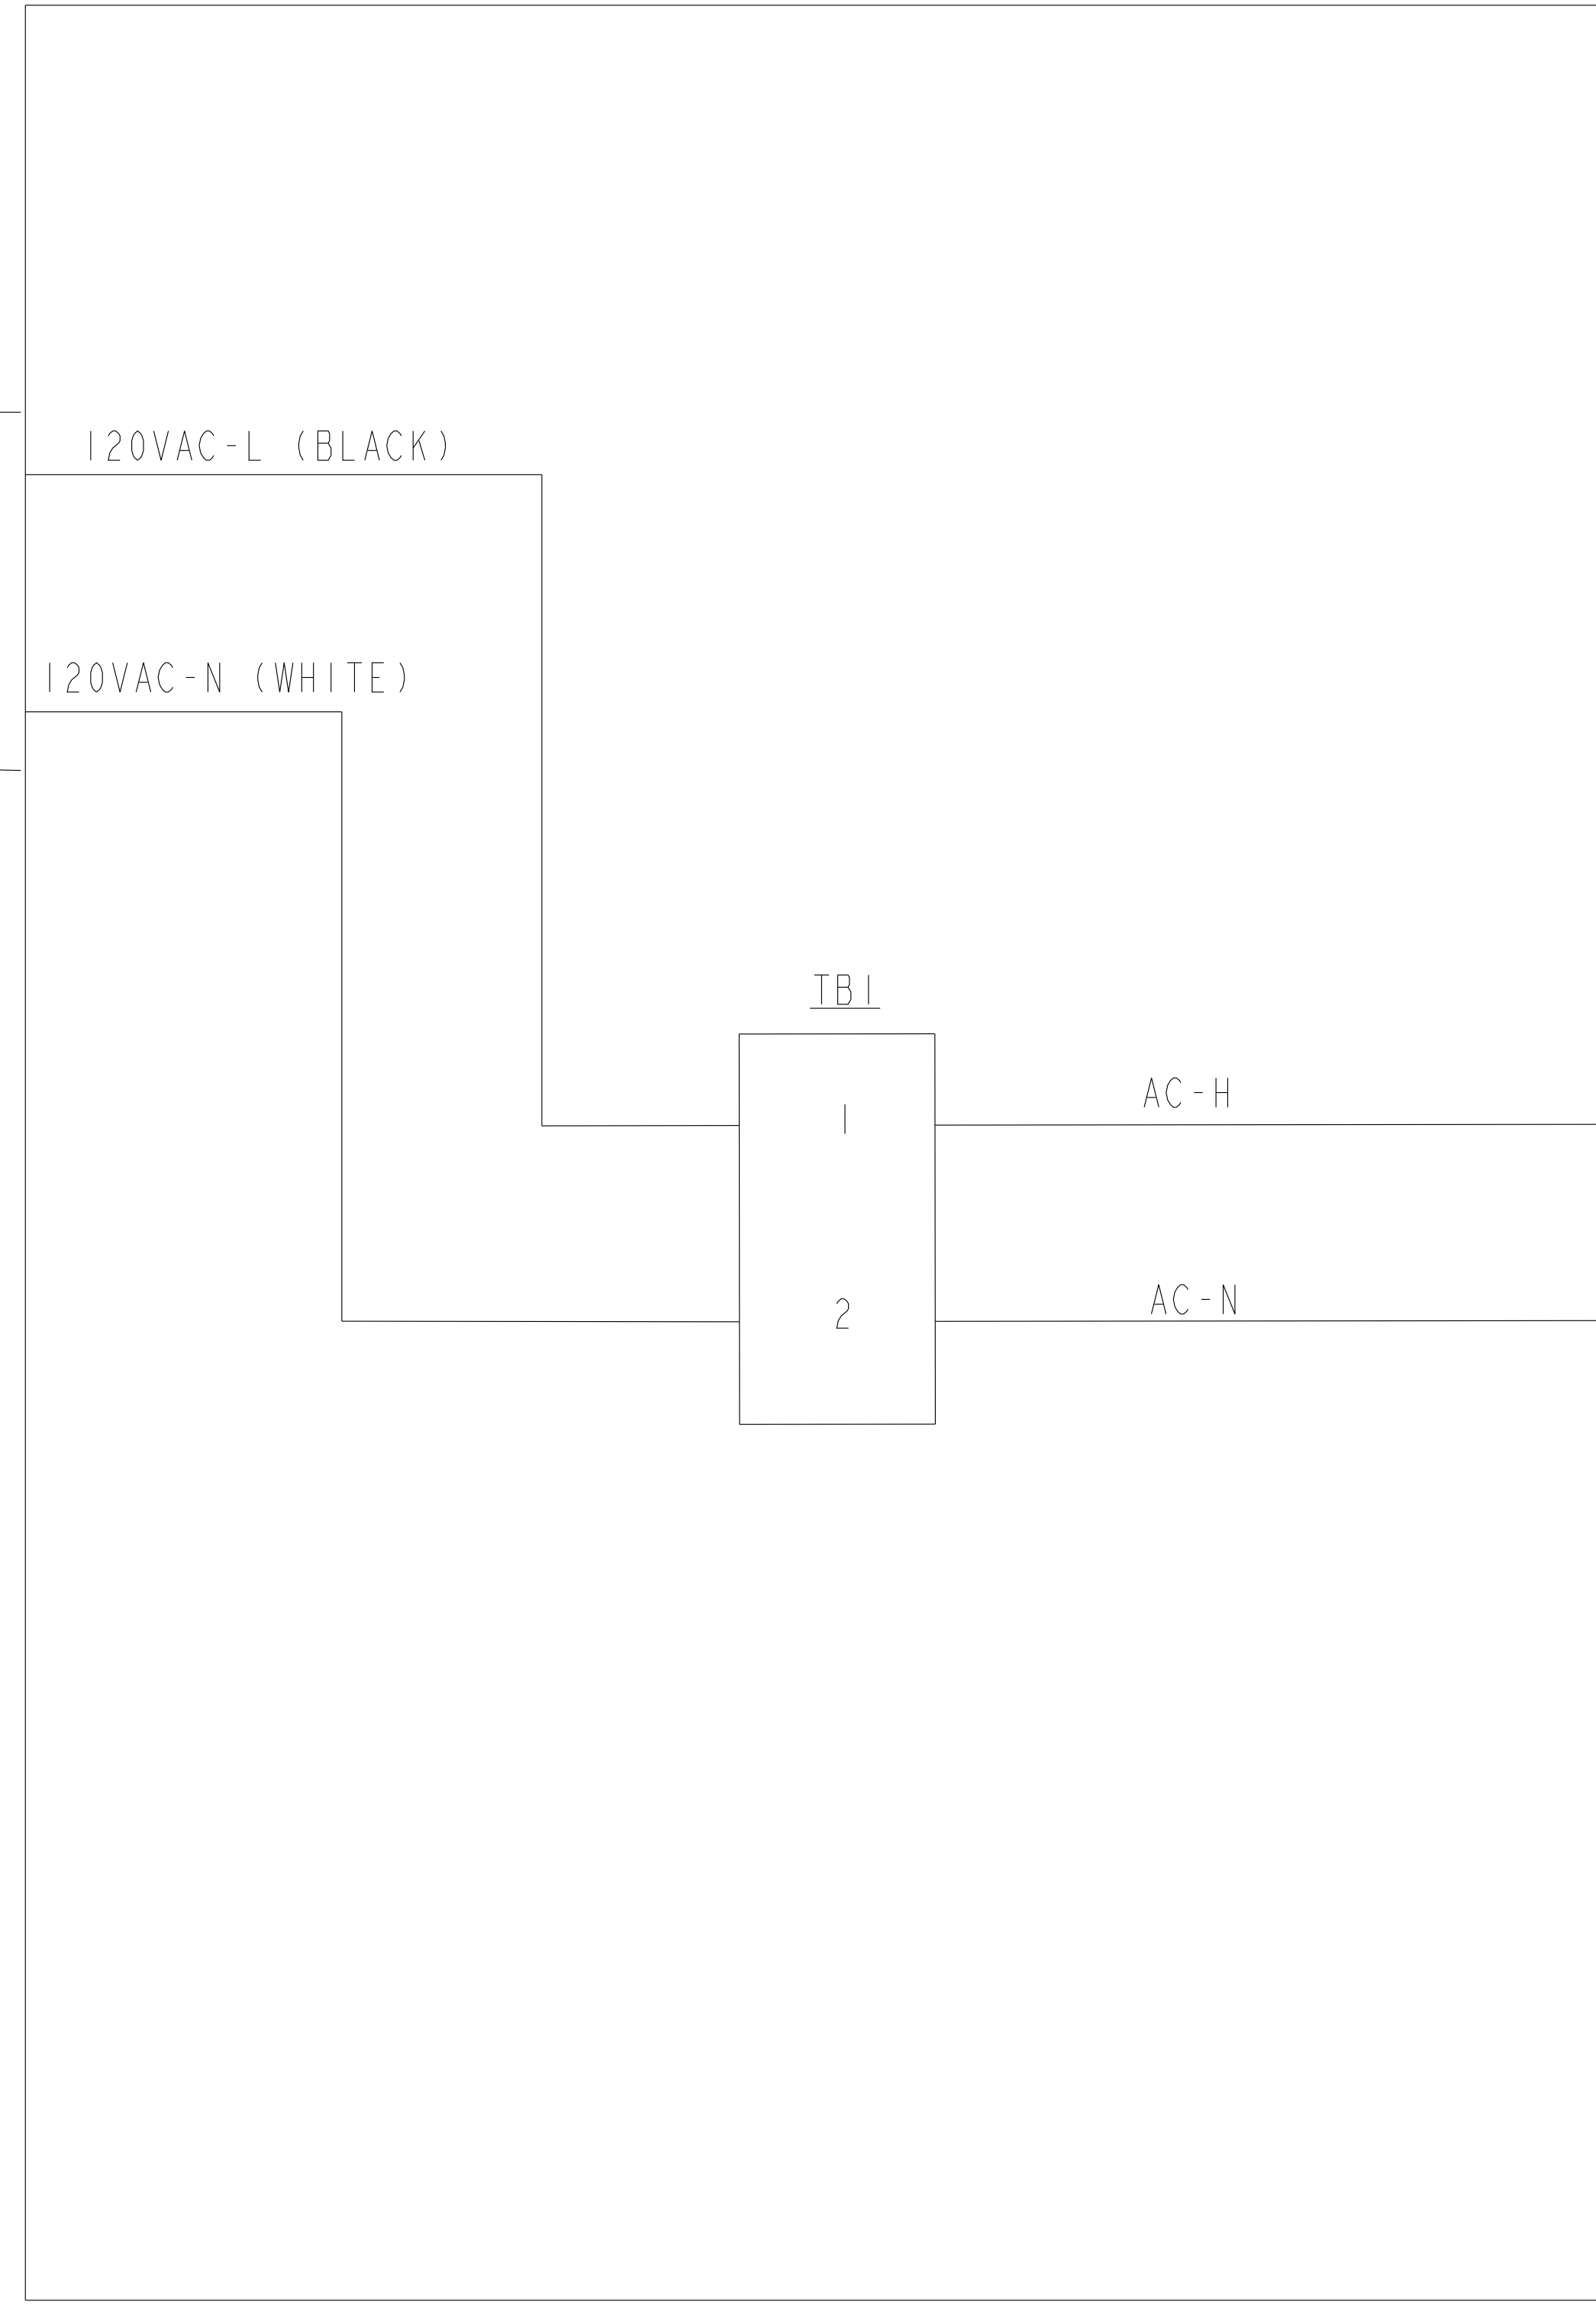 120VAC-L (BLACK)
120VAC-N (WHITE)
TB1
1
AC-H
2
AC-N